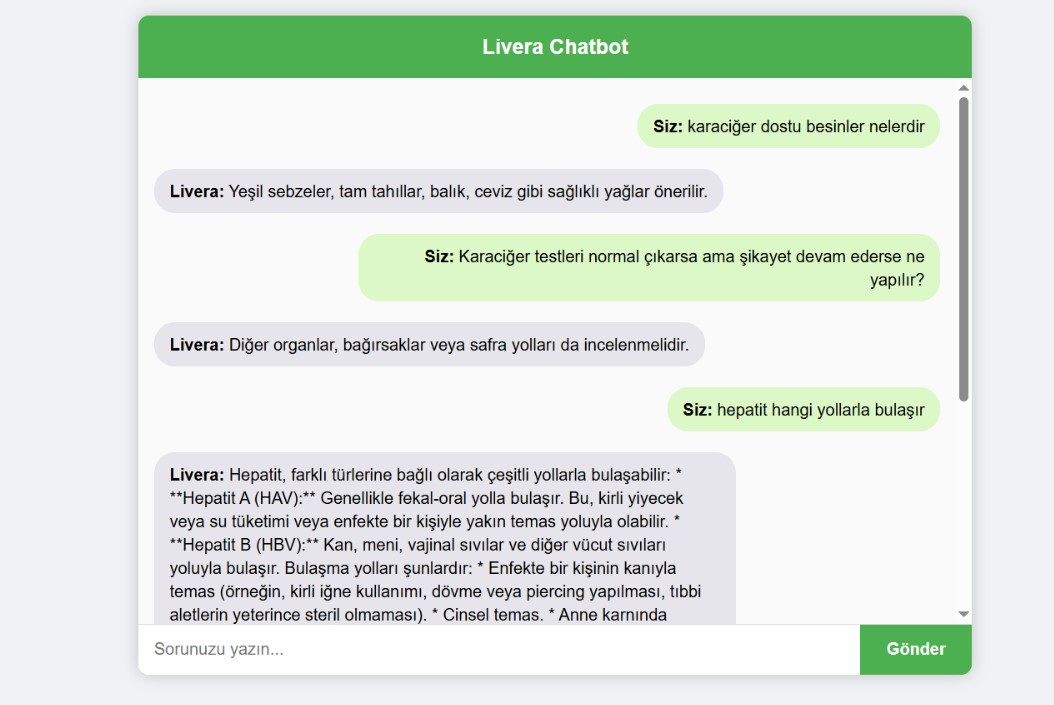 Livera Chatbot
Siz: karaciğer dostu besinler nelerdir
Livera: Yeşil sebzeler, tam tahıllar, balık, ceviz gibi sağlıklı yağlar önerilir.
Siz: Karaciğer testleri normal çıkarsa ama şikayet devam ederse ne
yapılır?
Livera: Diğer organlar, bağırsaklar veya safra yolları da incelenmelidir.
Siz: hepatit hangi yollarla bulaşır
Livera: Hepatit, farklı türlerine bağlı olarak çeşitli yollarla bulaşabilir: *
**Hepatit A (HAV):** Genellikle fekal-oral yolla bulaşır. Bu, kirli yiyecek
veya su tüketimi veya enfekte bir kişiyle yakın temas yoluyla olabilir. *
**Hepatit B (HBV):** Kan, meni, vajinal sıvılar ve diğer vücut sıvıları
yoluyla bulaşır. Bulaşma yolları şunlardır: * Enfekte bir kişinin kanıyla
temas (örneğin, kirli iğne kullanımı, dövme veya piercing yapılması, tıbbi
aletlerin yeterince steril olmaması). * Cinsel temas. * Anne karnında
Sorunuzu yazın...
Gönder